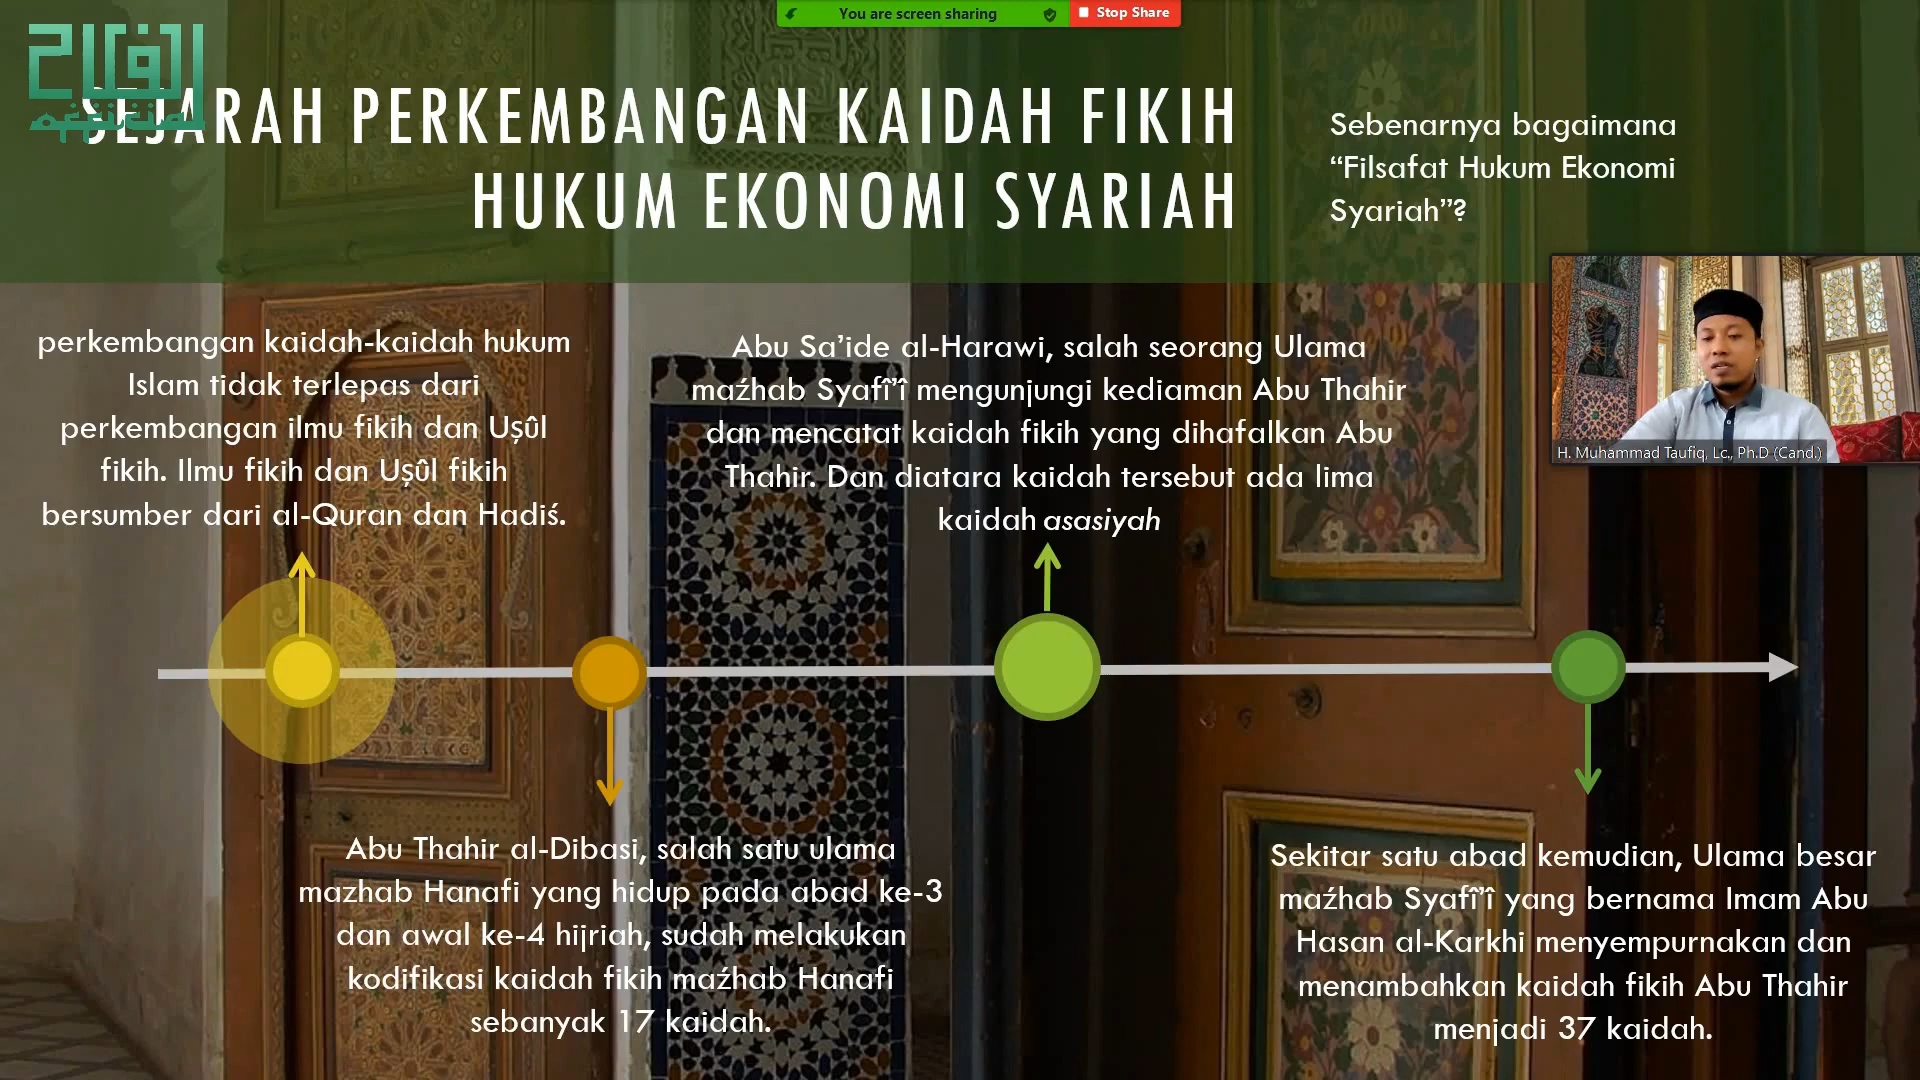 You are screen sharing
Stop Share
SEJARAH PERKEMBANGAN KAIDAH FIKIH
HUKUM EKONOMI SYARIAH
Sebenarnya bagaimana
“Filsafat Hukum Ekonomi
Syariah”?
H. Muhammad Taufiq, Lc., Ph.D (Cand.)
perkembangan kaidah-kaidah hukum
Islam tidak terlepas dari
perkembangan ilmu fikih dan Uşûl
fikih. Ilmu fikih dan Uşûl fikih
bersumber dari al-Quran dan Hadiś.
Abu Sa’ide al-Harawi, salah seorang Ulama
maźhab Syafî’î mengunjungi kediaman Abu Thahir
dan mencatat kaidah fikih yang dihafalkan Abu
Thahir. Dan diatara kaidah tersebut ada lima
kaidah asasiyah
Abu Thahir al-Dibasi, salah satu ulama
mazhab Hanafi yang hidup pada abad ke-3
dan awal ke-4 hijriah, sudah melakukan
kodifikasi kaidah fikih maźhab Hanafi
sebanyak 17 kaidah.
Sekitar satu abad kemudian, Ulama besar
maźhab Syafî’î yang bernama Imam Abu
Hasan al-Karkhi menyempurnakan dan
menambahkan kaidah fikih Abu Thahir
menjadi 37 kaidah.